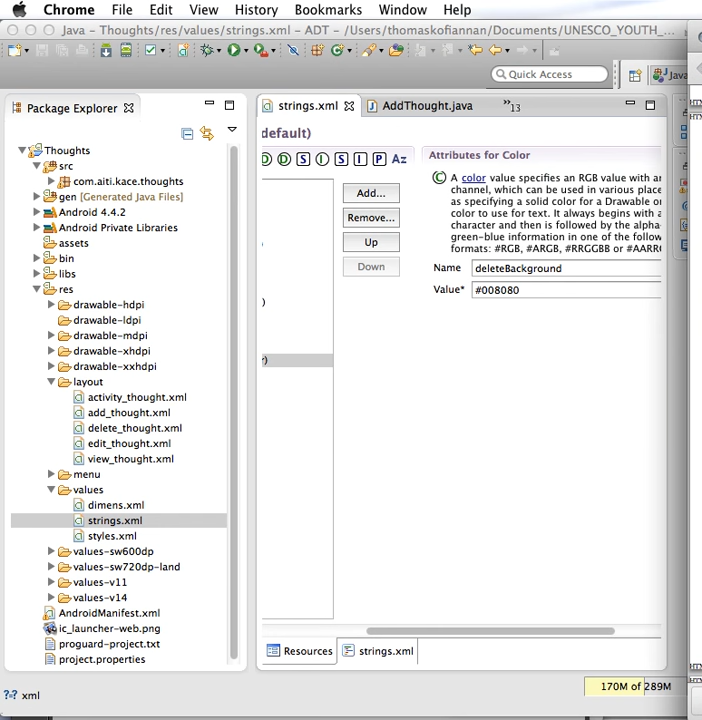 Chrome File Edit View History Bookmarks Window Help
Java – Thoughts/res/values/strings.xml – ADT – /Users/thomaskofiannan/Documents/UNESCO_YOUTH_...
Quick Access
Java
Package Explorer
strings.xml
AddThought.java
»13
default)
Thoughts
src
com.aiti.kace.thoughts
gen [Generated Java Files]
Android 4.4.2
Android Private Libraries
assets
bin
libs
res
drawable-hdpi
drawable-ldpi
drawable-mdpi
drawable-xhdpi
drawable-xxhdpi
layout
activity_thought.xml
add_thought.xml
delete_thought.xml
edit_thought.xml
view_thought.xml
menu
values
dimens.xml
strings.xml
styles.xml
values-sw600dp
values-sw720dp-land
values-v11
values-v14
AndroidManifest.xml
ic_launcher-web.png
proguard-project.txt
project.properties
D D S I S I P Az
r)
Add...
Remove...
Up
Down
Attributes for Color
C A color value specifies an RGB value with an
channel, which can be used in various place
as specifying a solid color for a Drawable o
color to use for text. It always begins with a
character and then is followed by the alpha-
green-blue information in one of the follow
formats: #RGB, #ARGB, #RRGGBB or #AARR
Name deleteBackground
Value* #008080
Resources
strings.xml
170M of 289M
xml